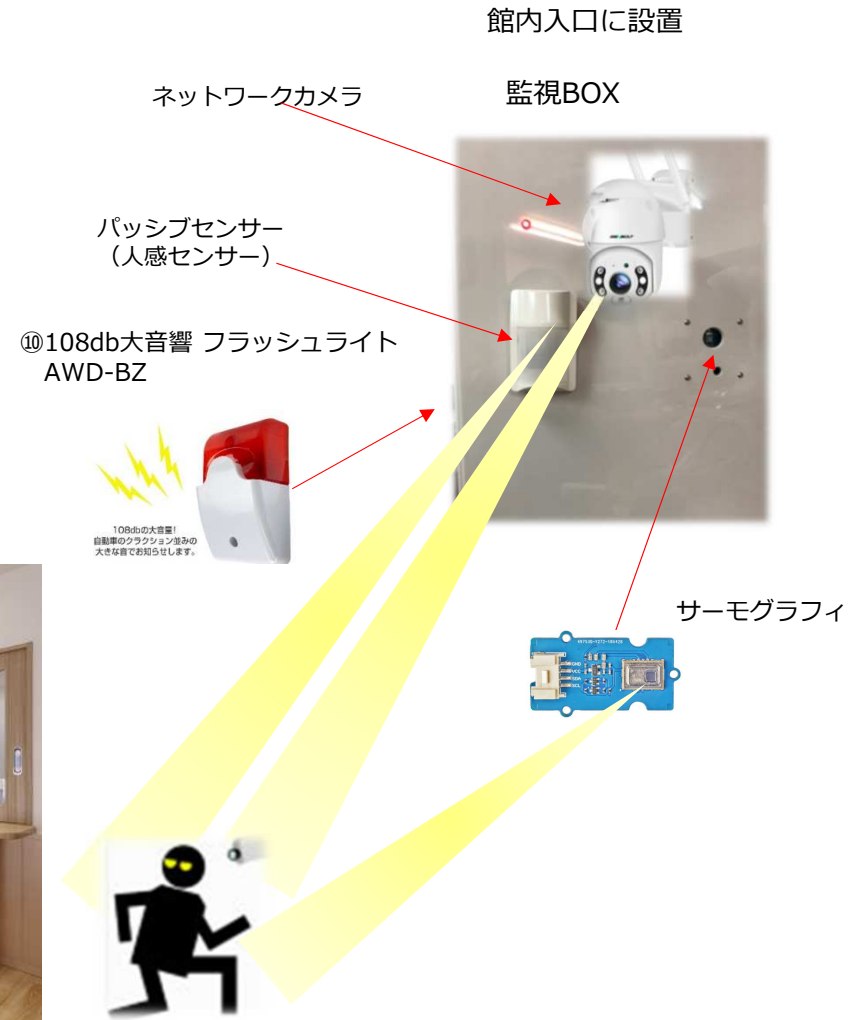 館内入口に設置
ネットワークカメラ
監視BOX
パッシブセンサー
（人感センサー）
⑩108db大音響 フラッシュライト
AWD-BZ
108dbの大音量!
自動車のクラクション並みの
大きな音でお知らせします。
サーモグラフィ
GND
VCC
SDA
SCL